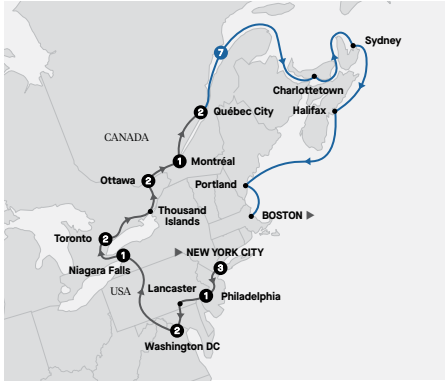 7
Sydney
Charlottetown
2
Québec City
Halifax
CANADA
1
Montréal
Ottawa
2
Portland
Thousand
Islands
BOSTON ▶
Toronto
2
1
Niagara Falls
▶ NEW YORK CITY
3
USA
Lancaster
1
Philadelphia
2
Washington DC